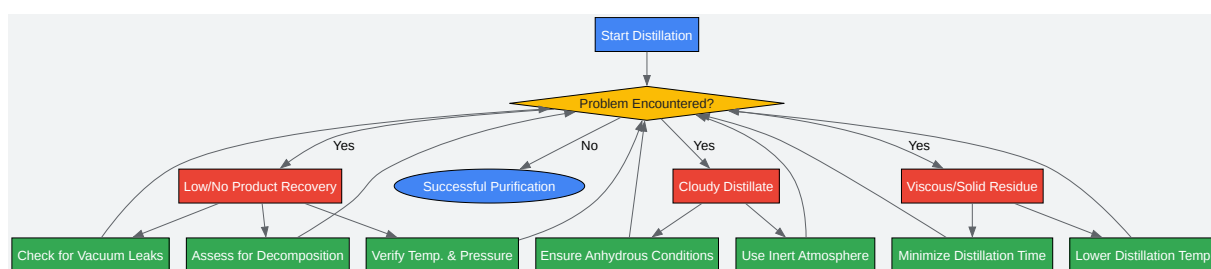 Start Distillation
Problem Encountered?
Yes
No
Yes
Yes
Low/No Product Recovery
Successful Purification
Cloudy Distillate
Viscous/Solid Residue
Check for Vacuum Leaks
Assess for Decomposition
Verify Temp. & Pressure
Ensure Anhydrous Conditions
Use Inert Atmosphere
Minimize Distillation Time
Lower Distillation Temp